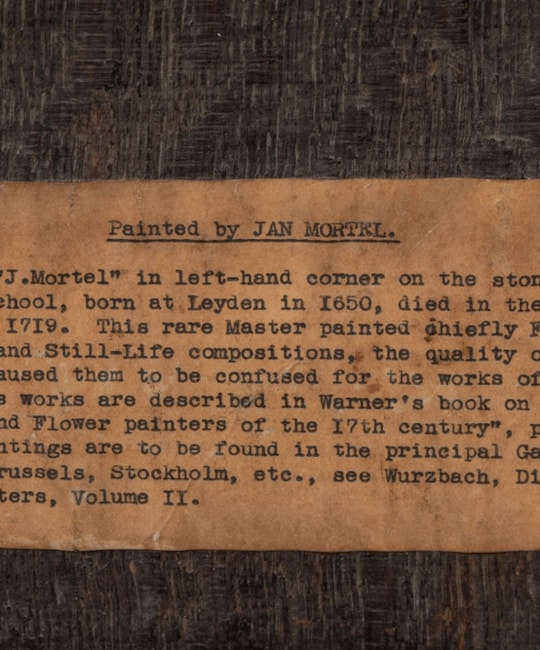 Painted by JAN MORTEL.
"J.Mortel" in left-hand corner on the ston
chool, born at Leyden in I650, died in the
I7I9. This rare Master painted chiefly F
and Still-Life compositions, the quality o
aused them to be confused for the works of
s works are described in Warner's book on
nd Flower painters of the I7th century", p
ntings are to be found in the principal Ga
russels, Stockholm, etc., see Wurzbach, Di
ters, Volume II.